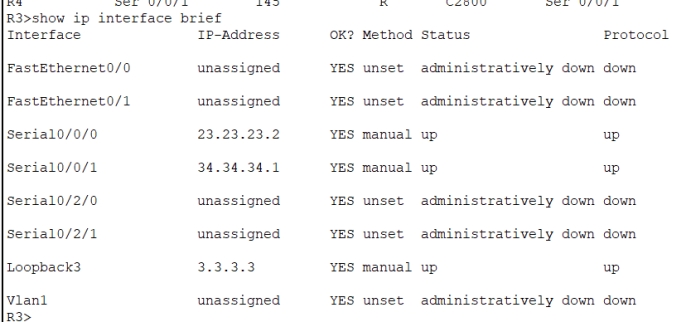 R4 Ser 0/0/1 145 R C2800 Ser 0/0/1
R3>show ip interface brief
Interface IP-Address OK? Method Status Protocol
FastEthernet0/0 unassigned YES unset administratively down down
FastEthernet0/1 unassigned YES unset administratively down down
Serial0/0/0 23.23.23.2 YES manual up up
Serial0/0/1 34.34.34.1 YES manual up up
Serial0/2/0 unassigned YES unset administratively down down
Serial0/2/1 unassigned YES unset administratively down down
Loopback3 3.3.3.3 YES manual up up
Vlan1 unassigned YES unset administratively down down
R3>